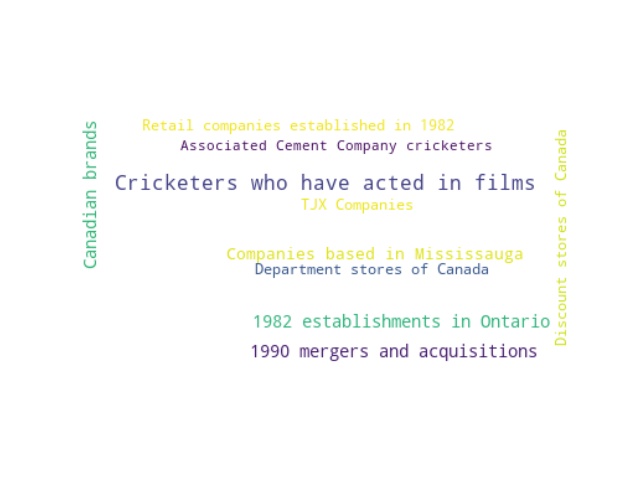 Retail companies established in 1982
Associated Cement Company cricketers
Cricketers who have acted in films
TJX Companies
Canadian brands
Companies based in Mississauga
Department stores of Canada
Discount stores of Canada
1982 establishments in Ontario
1990 mergers and acquisitions